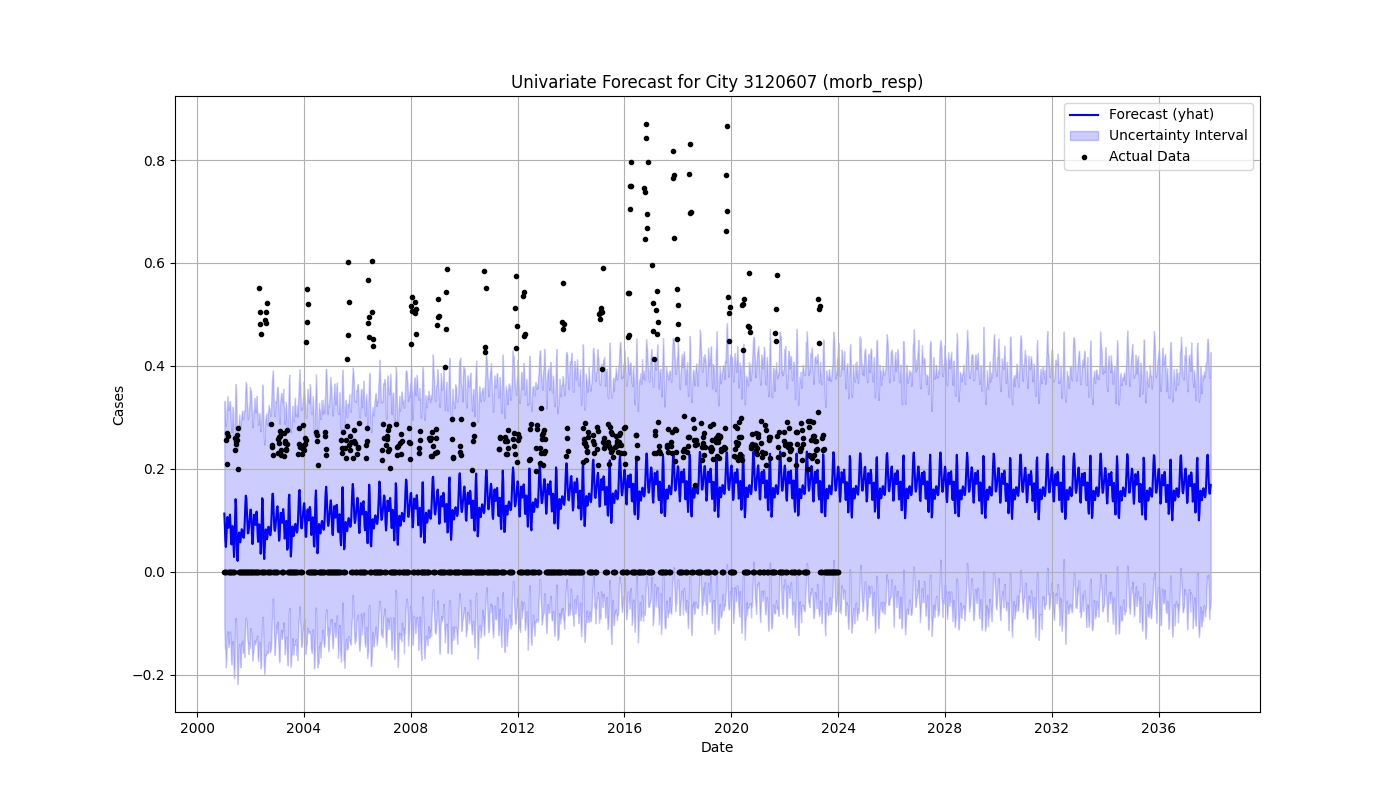 Univariate Forecast for City 3120607 (morb_resp)
Forecast (yhat)
Uncertainty Interval
Actual Data
Cases
0.8
0.6
0.4
0.2
0.0
−0.2
2000 2004 2008 2012 2016 2020 2024 2028 2032 2036
Date